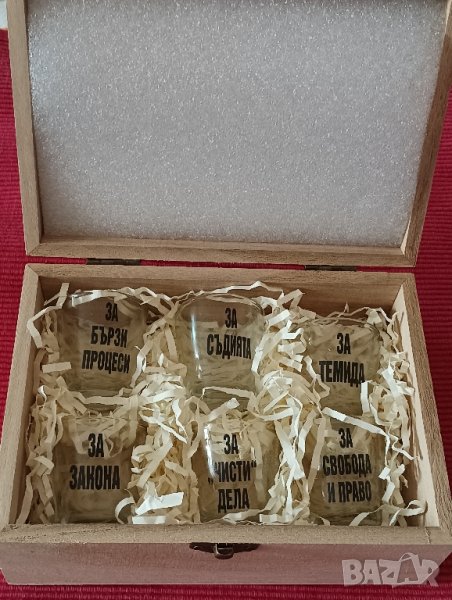 ЗА
БЪРЗИ
ПРОЦЕСИ
ЗА
СЪДИЯТА
ЗА
ТЕМИДА
ЗА
ЗАКОНА
ЗА
„ЧИСТИ“
ДЕЛА
ЗА
СВОБОДА
И ПРАВО
BAZAR